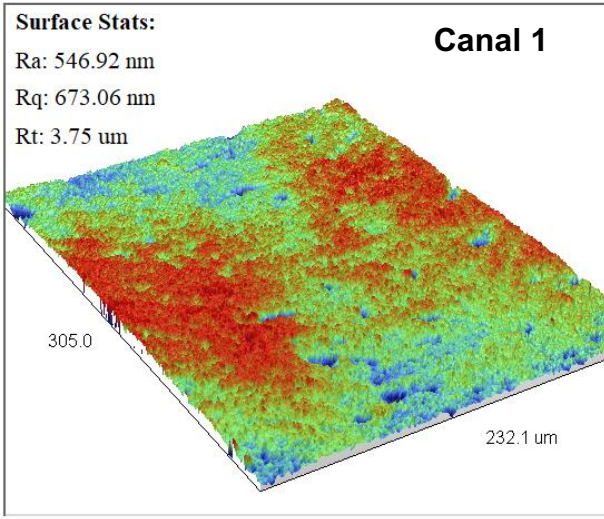 Surface Stats:
Canal 1
Ra: 546.92 nm
Rq: 673.06 nm
Rt: 3.75 um
305.0
232.1 um